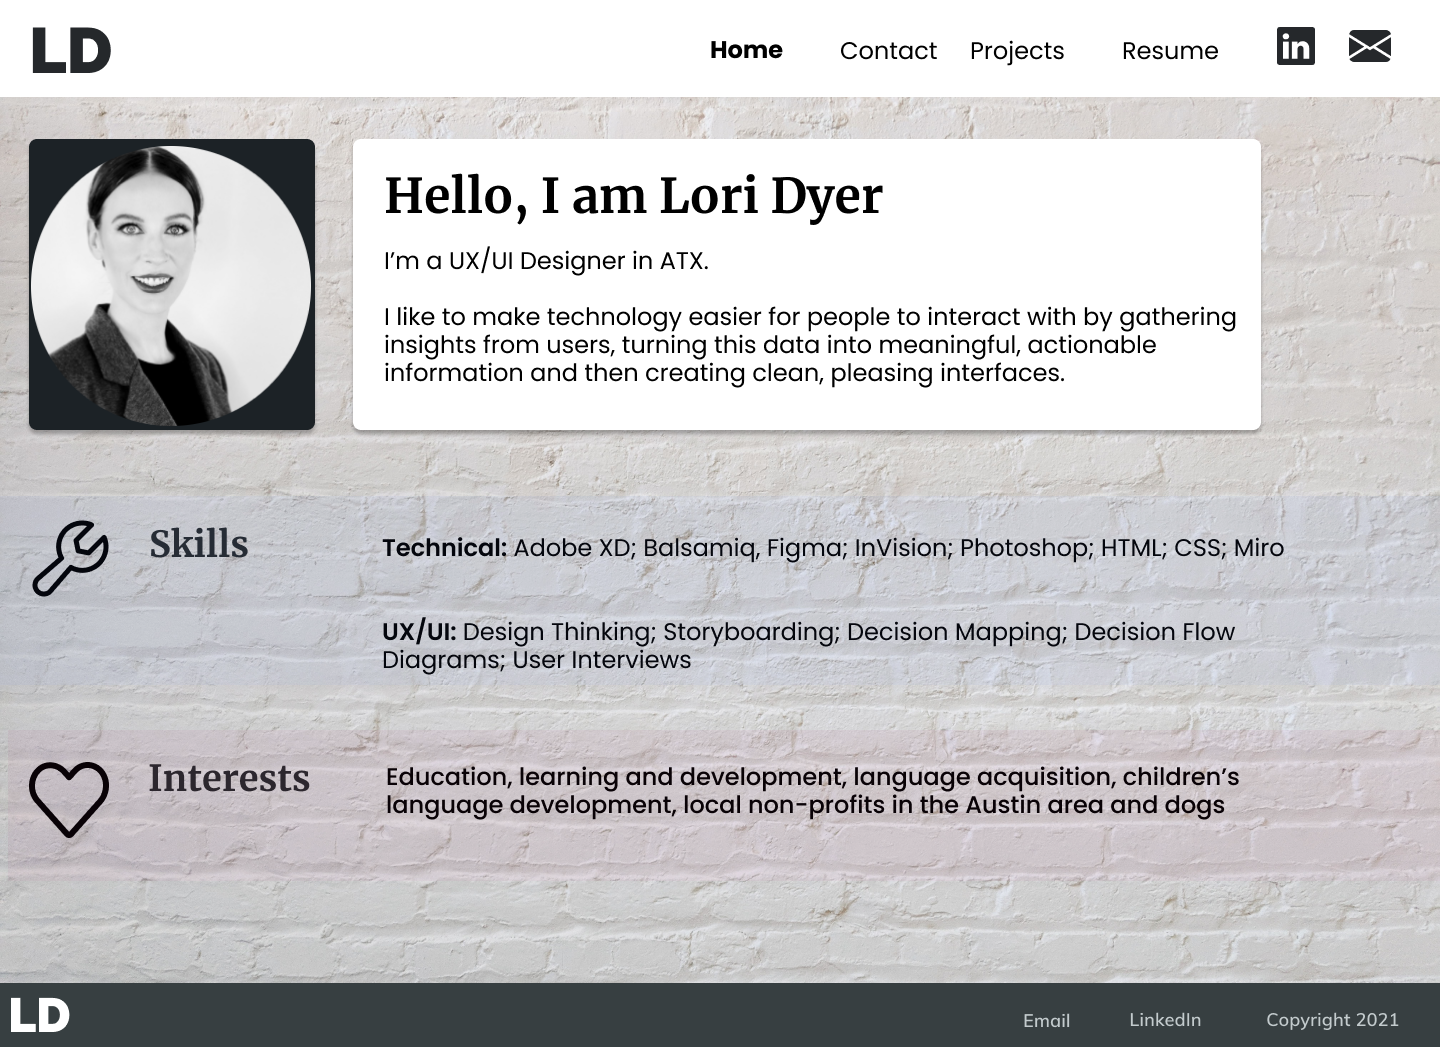 LD
Home Contact Projects Resume in
Hello, I am Lori Dyer
I’m a UX/UI Designer in ATX.
I like to make technology easier for people to interact with by gathering
insights from users, turning this data into meaningful, actionable
information and then creating clean, pleasing interfaces.
Skills
Technical: Adobe XD; Balsamiq, Figma; InVision; Photoshop; HTML; CSS; Miro
UX/UI: Design Thinking; Storyboarding; Decision Mapping; Decision Flow
Diagrams; User Interviews
Interests
Education, learning and development, language acquisition, children’s
language development, local non-profits in the Austin area and dogs
LD
Email LinkedIn Copyright 2021